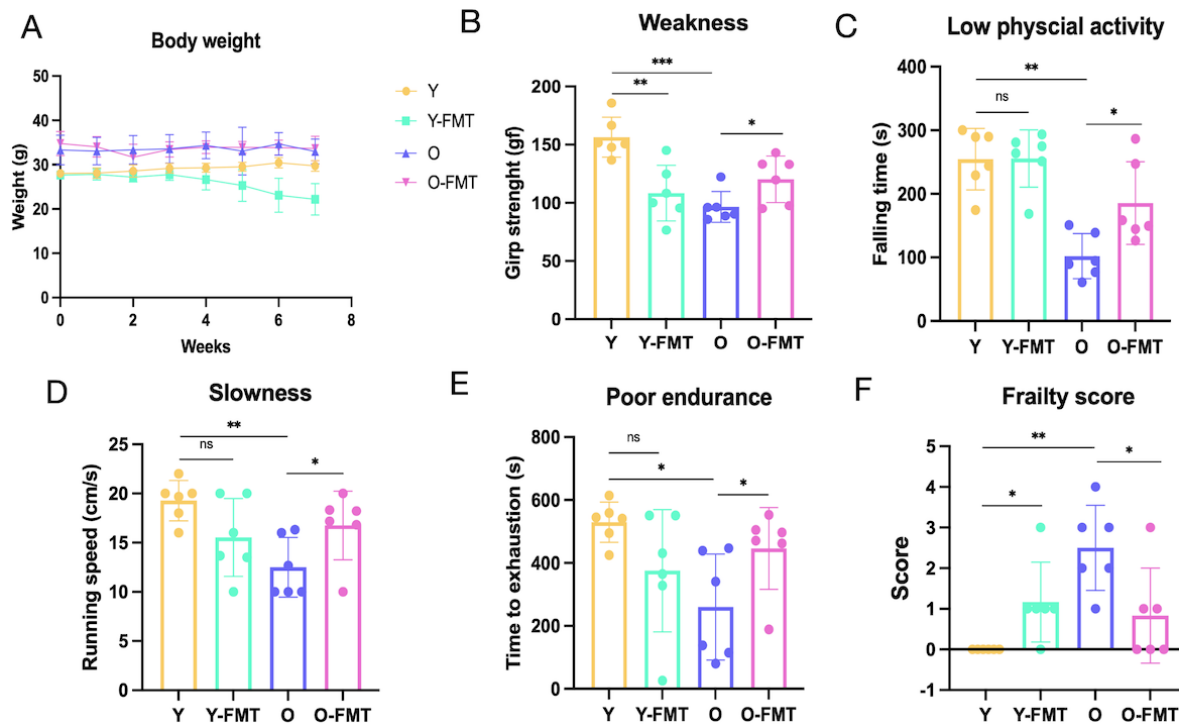 A
Body weight
Weight (g)
50
40
30
20
10
0
0
2
4
6
8
Weeks
Y
Y-FMT
O
O-FMT
B
Weakness
Girp strenght (gf)
200
150
100
50
0
***
**
*
Y
Y-FMT
O
O-FMT
C
Low physcial activity
Falling time (s)
400
300
200
100
0
**
ns
*
Y
Y-FMT
O
O-FMT
D
Slowness
Running speed (cm/s)
25
20
15
10
5
0
**
ns
*
Y
Y-FMT
O
O-FMT
E
Poor endurance
Time to exhaustion (s)
800
600
400
200
0
ns
*
*
Y
Y-FMT
O
O-FMT
F
Frailty score
Score
5
4
3
2
1
0
-1
**
*
*
Y
Y-FMT
O
O-FMT